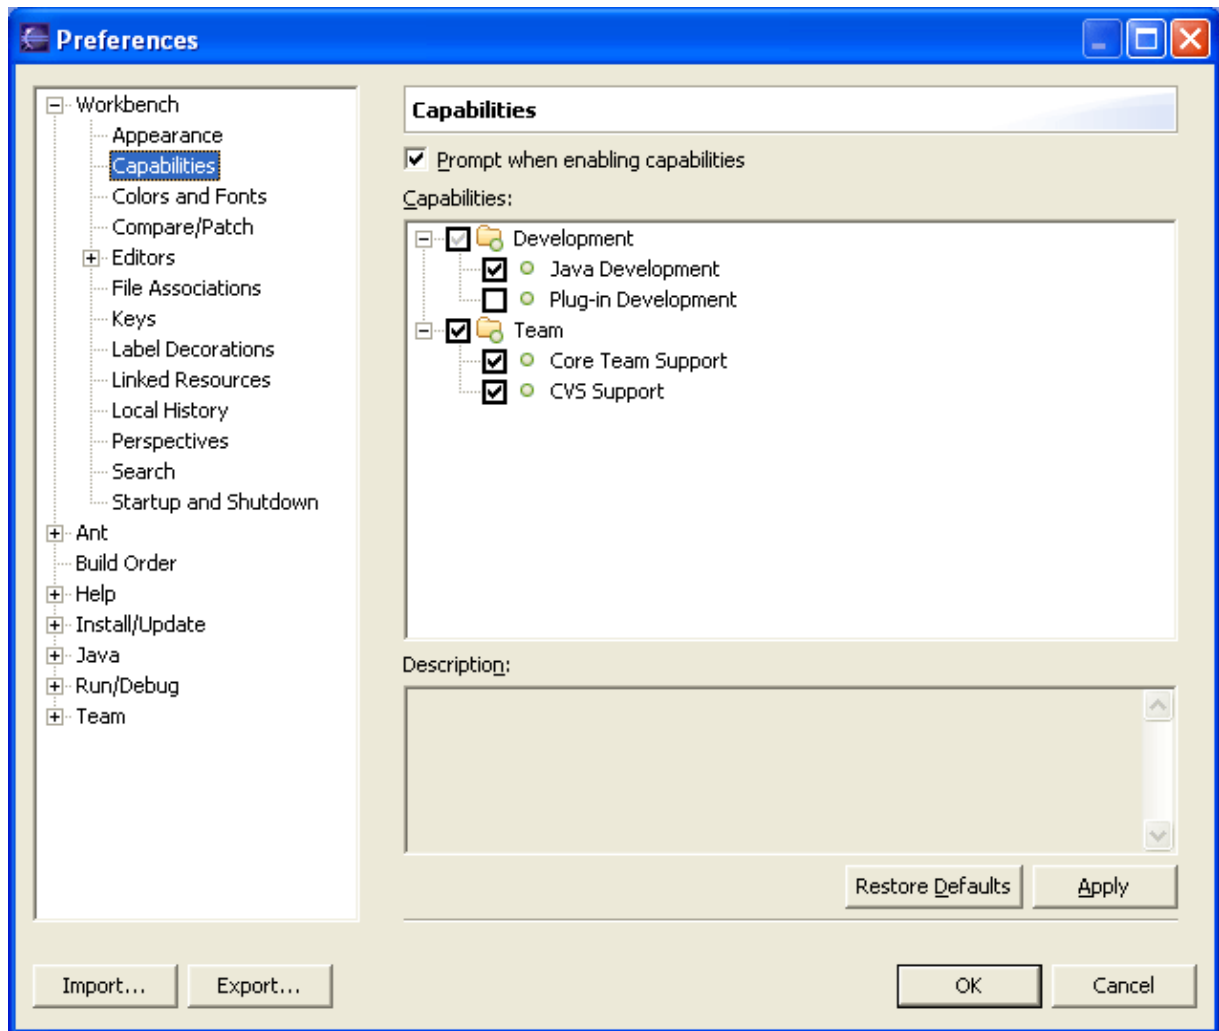 Preferences
Workbench
Appearance
Capabilities
Colors and Fonts
Compare/Patch
Editors
File Associations
Keys
Label Decorations
Linked Resources
Local History
Perspectives
Search
Startup and Shutdown
Ant
Build Order
Help
Install/Update
Java
Run/Debug
Team
Capabilities
Prompt when enabling capabilities
Capabilities:
Development
Java Development
Plug-in Development
Team
Core Team Support
CVS Support
Description:
Restore Defaults Apply
Import... Export... OK Cancel